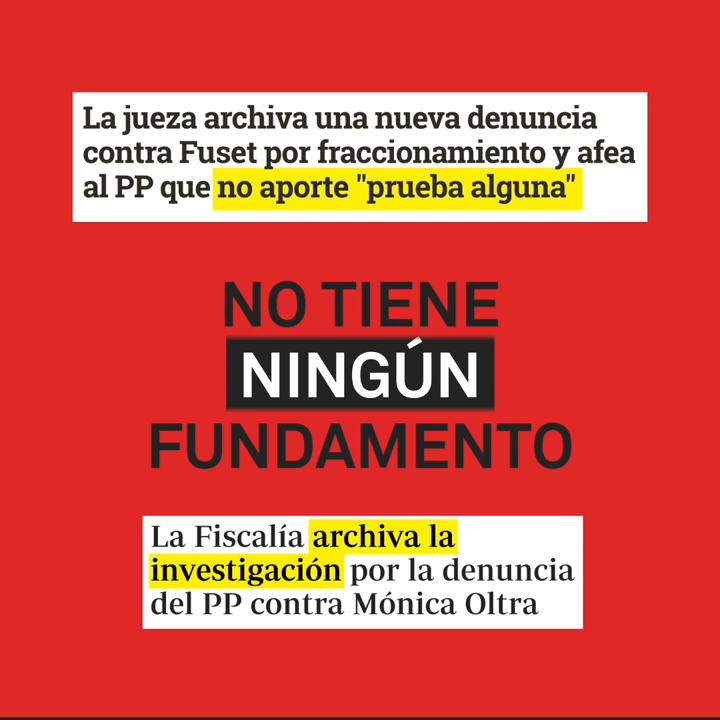 La jueza archiva una nueva denuncia
contra Fuset por fraccionamiento y afea
al PP que no aporte "prueba alguna"
NO TIENE
NINGÚN
FUNDAMENTO
La Fiscalía archiva la
investigación por la denuncia
del PP contra Mónica Oltra